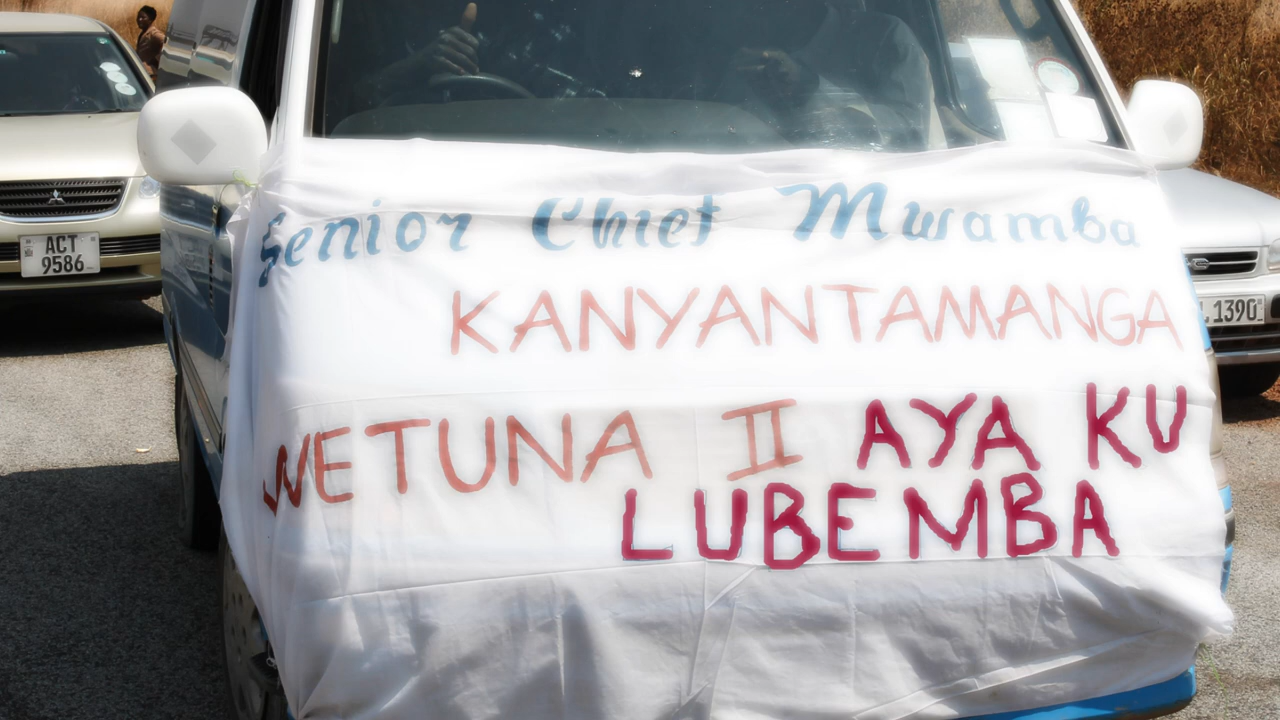 Senior Chief Mwamba
KANYANTAMANGA
WETUNA II AYA KU
LUBEMBA
ACT
9586
1390